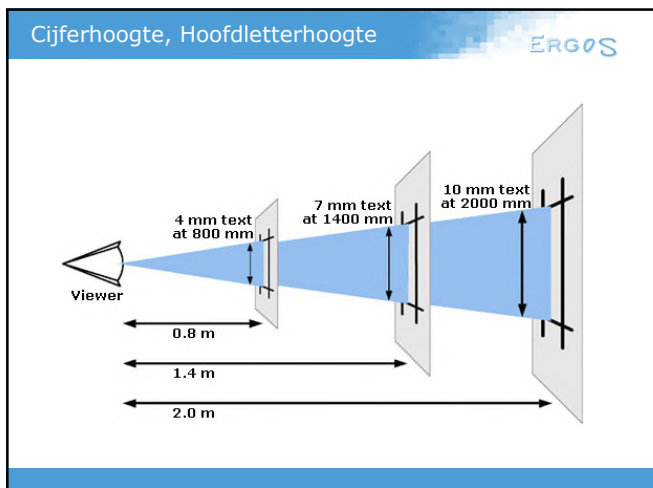 Cijferhoogte, Hoofdletterhoogte
ERGOS
10 mm text
at 2000 mm
7 mm text
at 1400 mm
4 mm text
at 800 mm
Viewer
0.8 m
1.4 m
2.0 m